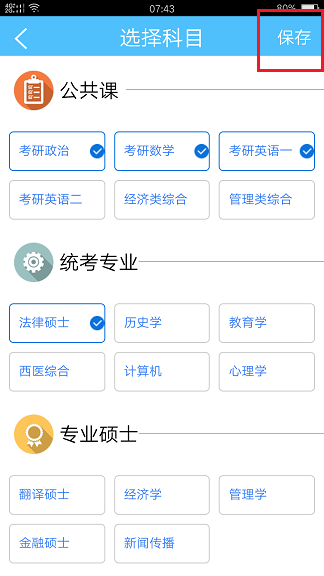 4G 2G 07:43 80%
选择科目 保存
公共课
考研政治 考研数学 考研英语一
考研英语二 经济类综合 管理类综合
统考专业
法律硕士 历史学 教育学
西医综合 计算机 心理学
专业硕士
翻译硕士 经济学 管理学
金融硕士 新闻传播